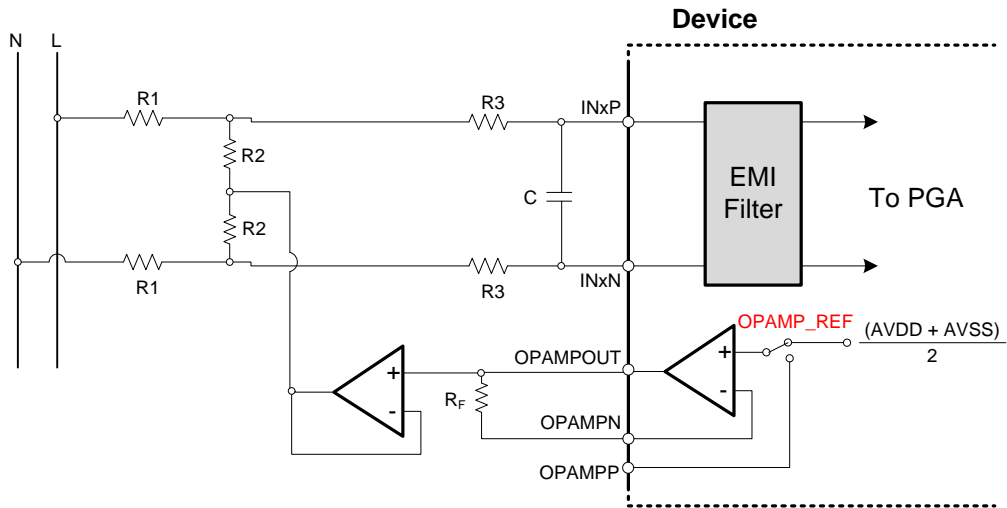 Device
N L
R1
R3
INxP
R2
EMI
Filter
C
To PGA
R2
R1
R3
INxN
OPAMP_REF
(AVDD + AVSS)
2
OPAMPOUT
+
-
+
-
RF
OPAMPN
OPAMPP